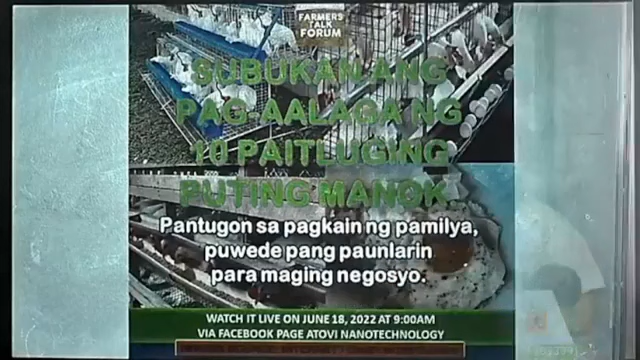 FARMERS
TALK
FORUM
SUBUKAN ANG
PAG-AALAGA NG
10 PAITLUGING
PUTING MANOK.
Pantugon sa pagkain ng pamilya,
puwede pang paunlarin
para maging negosyo.
WATCH IT LIVE ON JUNE 18, 2022 AT 9:00AM
VIA FACEBOOK PAGE ATOVI NANOTECHNOLOGY